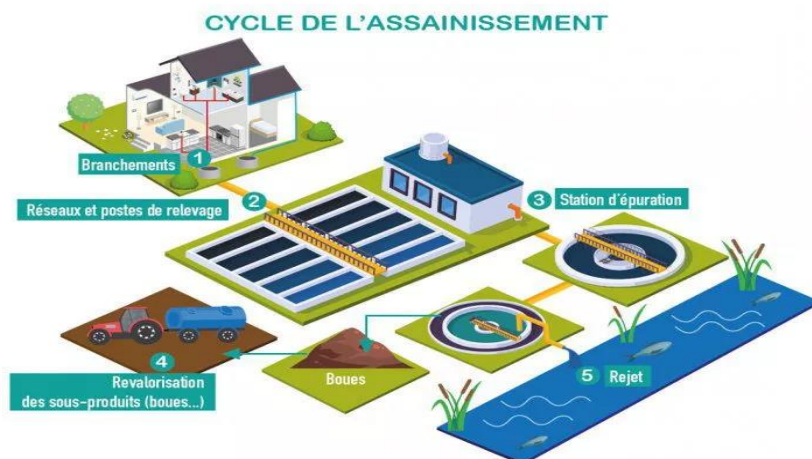 CYCLE DE L'ASSAINISSEMENT
1
Branchements
2
Réseaux et postes de relevage
3
Station d'épuration
4
Revalorisation
des sous-produits (boues...)
Boues
5
Rejet